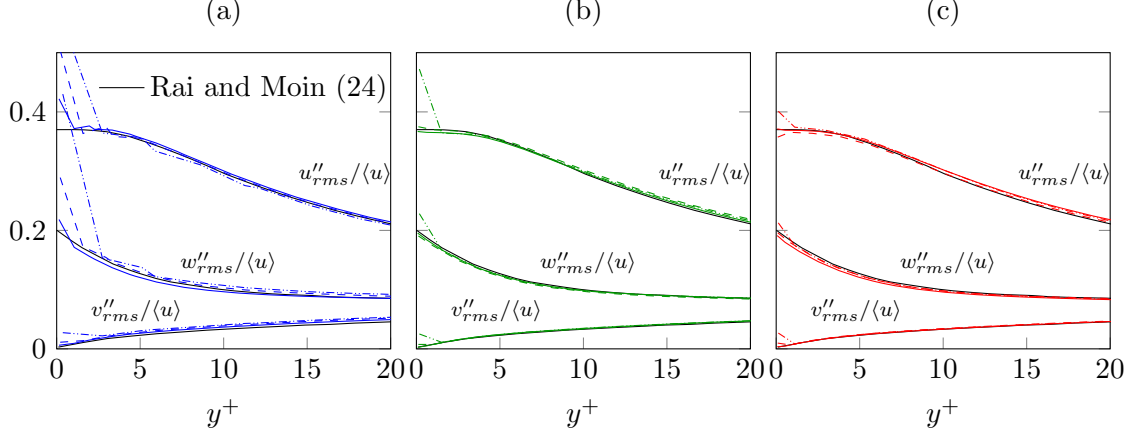 (a) (b) (c)
Rai and Moin (24)
0.4
u''rms/⟨u⟩ u''rms/⟨u⟩ u''rms/⟨u⟩
0.2
w''rms/⟨u⟩ w''rms/⟨u⟩ w''rms/⟨u⟩
v''rms/⟨u⟩ v''rms/⟨u⟩ v''rms/⟨u⟩
0
0 5 10 15 20 0 5 10 15 20 0 5 10 15 20
y+ y+ y+